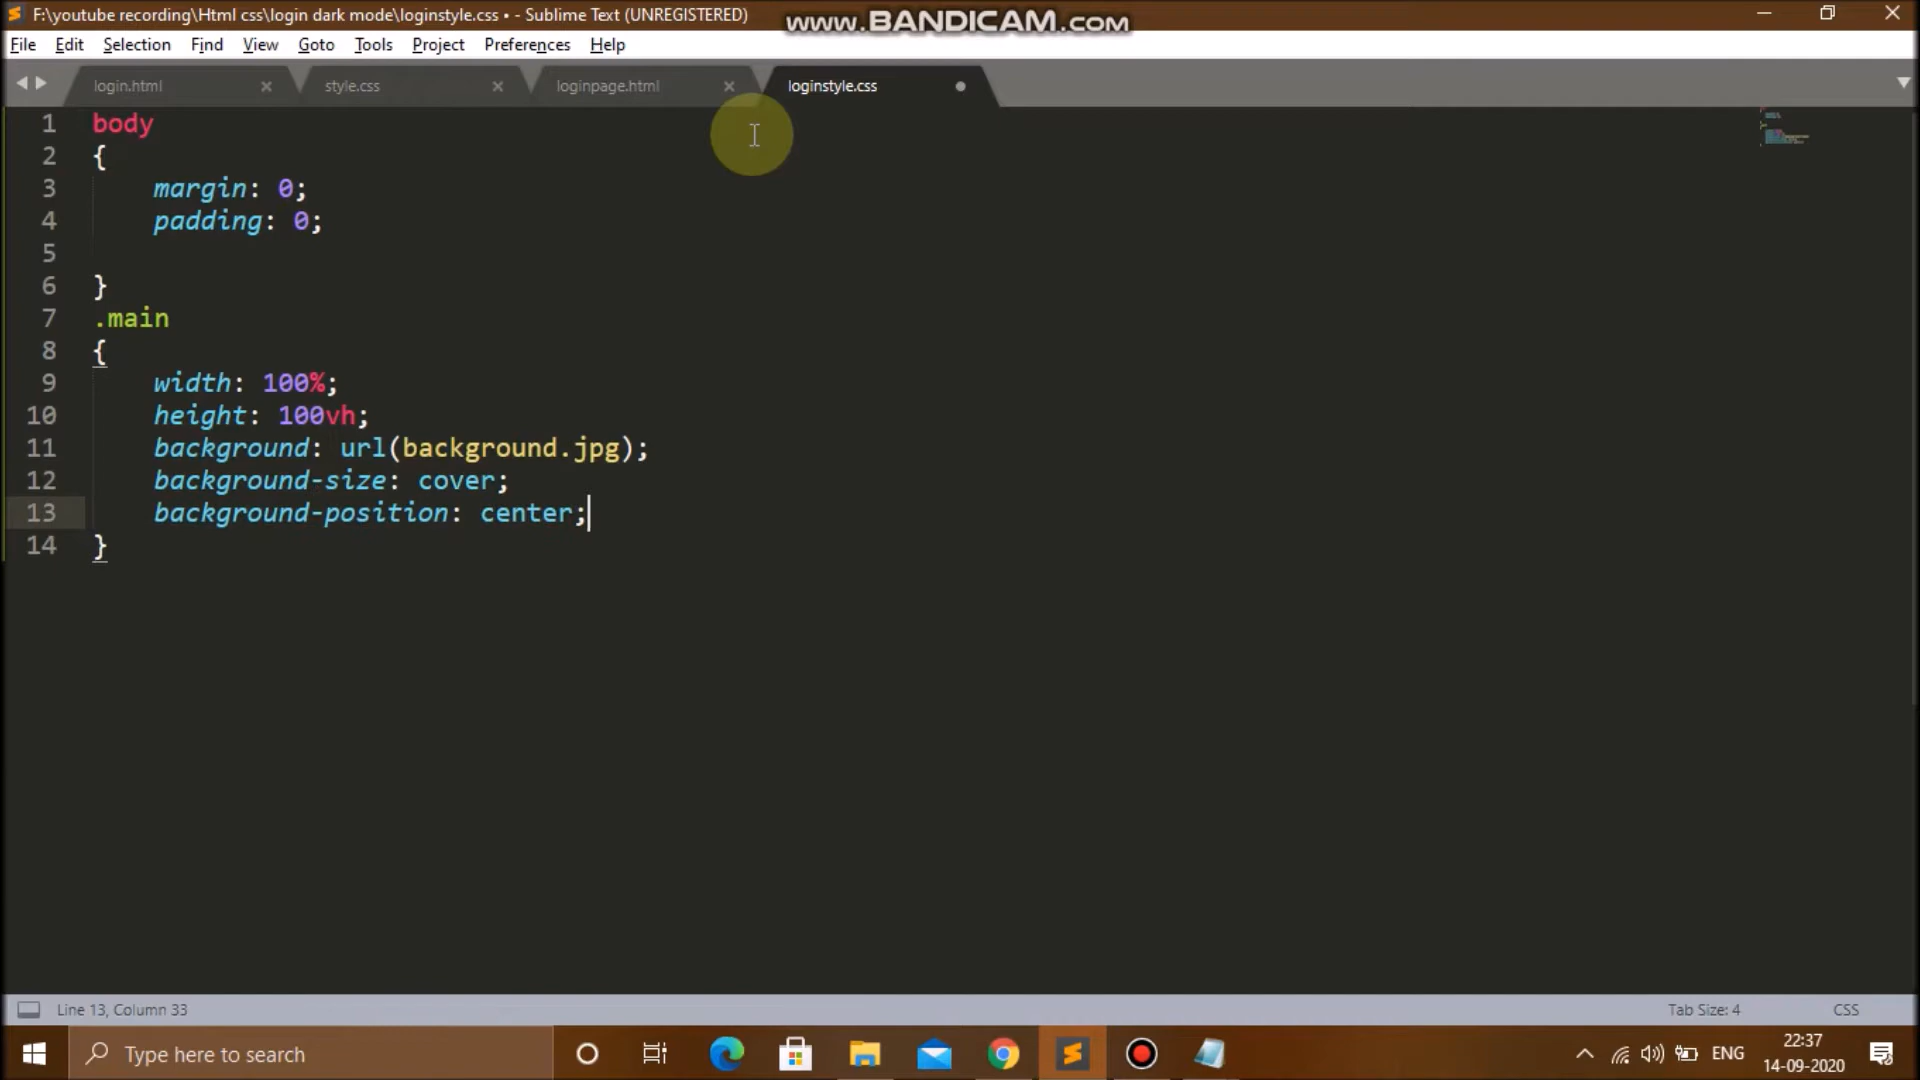 F:\youtube recording\Html css\login dark mode\loginstyle.css • - Sublime Text (UNREGISTERED)
www.BANDICAM.com
File Edit Selection Find View Goto Tools Project Preferences Help
login.html × style.css × loginpage.html × loginstyle.css
1 body
2 {
3 margin: 0;
4 padding: 0;
5
6 }
7 .main
8 {
9 width: 100%;
10 height: 100vh;
11 background: url(background.jpg);
12 background-size: cover;
13 background-position: center;
14 }
Line 13, Column 33 Tab Size: 4 CSS
Type here to search
ENG
22:37
14-09-2020